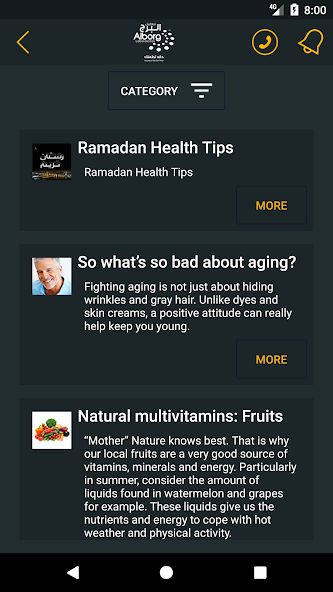 4G 8:00
البرج
Alborg
دقة تطمئنك
CATEGORY
Ramadan Health Tips
Ramadan Health Tips
MORE
So what's so bad about aging?
Fighting aging is not just about hiding
wrinkles and gray hair. Unlike dyes and
skin creams, a positive attitude can really
help keep you young.
MORE
Natural multivitamins: Fruits
“Mother” Nature knows best. That is why
our local fruits are a very good source of
vitamins, minerals and energy. Particularly
in summer, consider the amount of
liquids found in watermelon and grapes
for example. These liquids give us the
nutrients and energy to cope with hot
weather and physical activity.